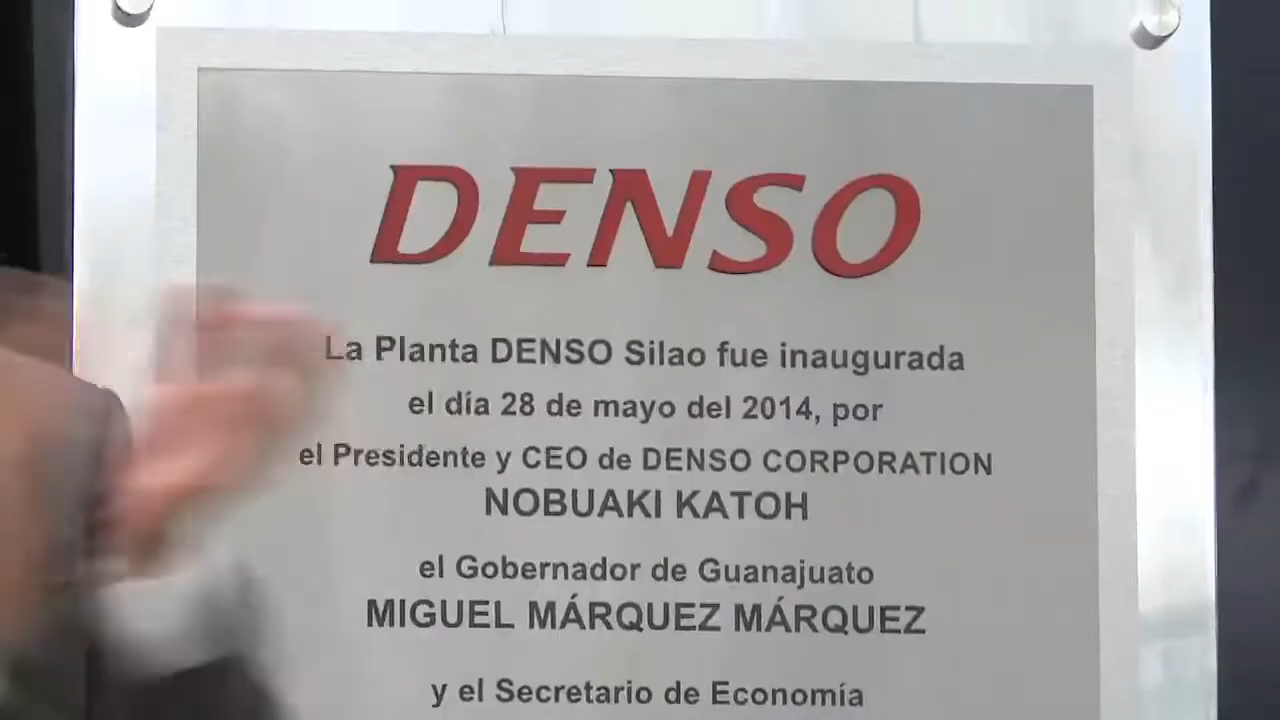 DENSO
La Planta DENSO Silao fue inaugurada
el día 28 de mayo del 2014, por
el Presidente y CEO de DENSO CORPORATION
NOBUAKI KATOH
el Gobernador de Guanajuato
MIGUEL MÁRQUEZ MÁRQUEZ
y el Secretario de Economía